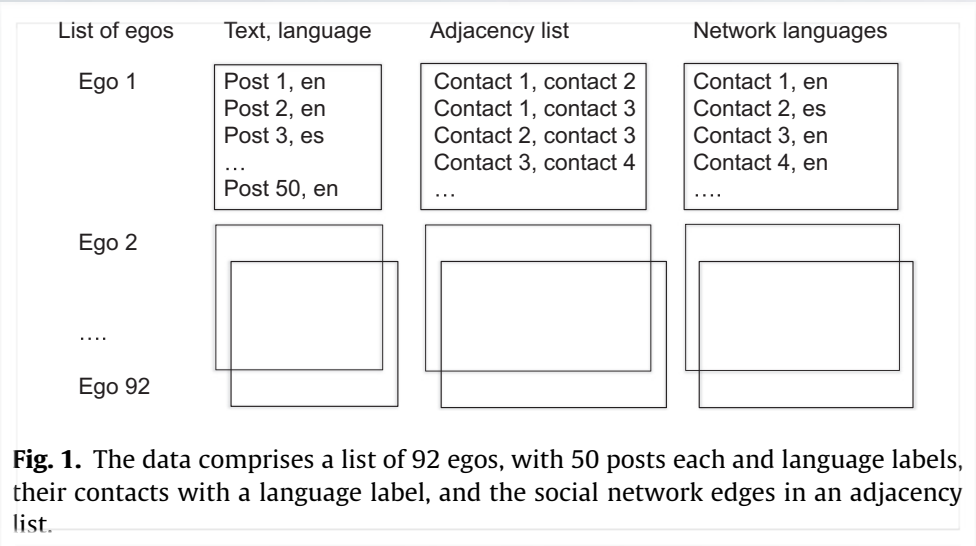 List of egos Text, language Adjacency list Network languages
Ego 1 Post 1, en Contact 1, contact 2 Contact 1, en
Post 2, en Contact 1, contact 3 Contact 2, es
Post 3, es Contact 2, contact 3 Contact 3, en
… Contact 3, contact 4 Contact 4, en
Post 50, en … ….
Ego 2
….
Ego 92
Fig. 1. The data comprises a list of 92 egos, with 50 posts each and language labels,
their contacts with a language label, and the social network edges in an adjacency
list.